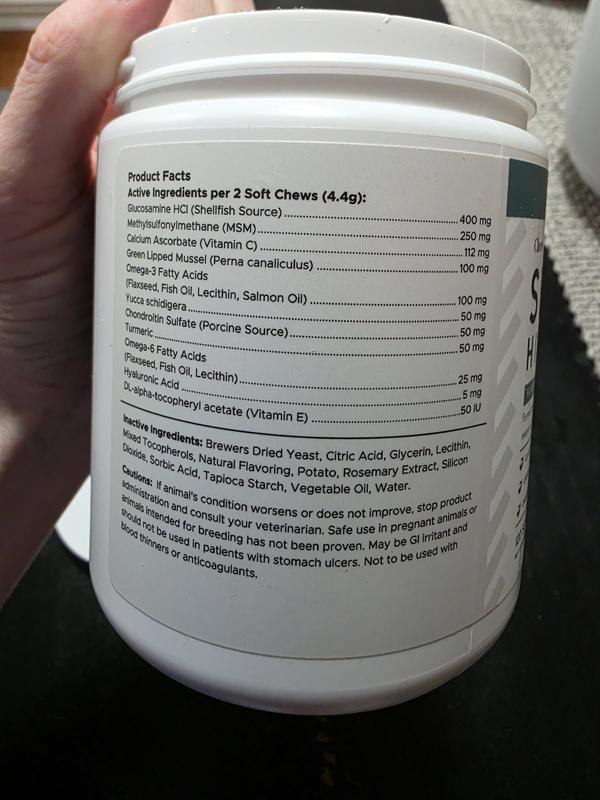 Product Facts
Active Ingredients per 2 Soft Chews (4.4g):
Glucosamine HCl (Shellfish Source) 400 mg
Methylsulfonylmethane (MSM) 250 mg
Calcium Ascorbate (Vitamin C) 112 mg
Green Lipped Mussel (Perna canaliculus) 100 mg
Omega-3 Fatty Acids
(Flaxseed, Fish Oil, Lecithin, Salmon Oil) 100 mg
Yucca schidigera 50 mg
Chondroitin Sulfate (Porcine Source) 50 mg
Turmeric 50 mg
Omega-6 Fatty Acids
(Flaxseed, Fish Oil, Lecithin) 25 mg
Hyaluronic Acid 5 mg
DL-alpha-tocopheryl acetate (Vitamin E) 50 IU
Inactive Ingredients: Brewers Dried Yeast, Citric Acid, Glycerin, Lecithin,
Mixed Tocopherols, Natural Flavoring, Potato, Rosemary Extract, Silicon
Dioxide, Sorbic Acid, Tapioca Starch, Vegetable Oil, Water.
Cautions: If animal's condition worsens or does not improve, stop product
administration and consult your veterinarian. Safe use in pregnant animals or
animals intended for breeding has not been proven. May be GI Irritant and
should not be used in patients with stomach ulcers. Not to be used with
blood thinners or anticoagulants.